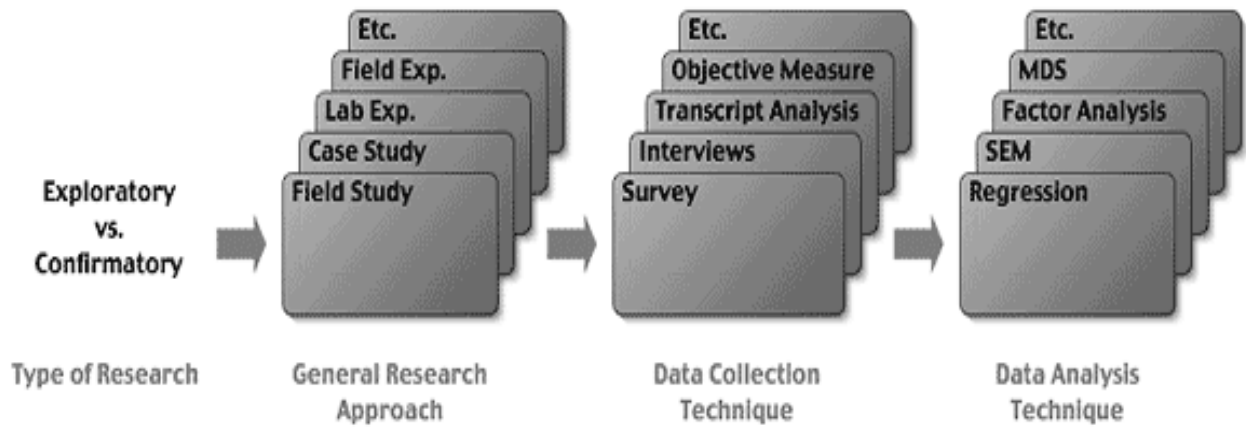 Etc.
Field Exp.
Lab Exp.
Case Study
Field Study
Etc.
Objective Measure
Transcript Analysis
Interviews
Survey
Etc.
MDS
Factor Analysis
SEM
Regression
Exploratory
vs.
Confirmatory
Type of Research
General Research
Approach
Data Collection
Technique
Data Analysis
Technique